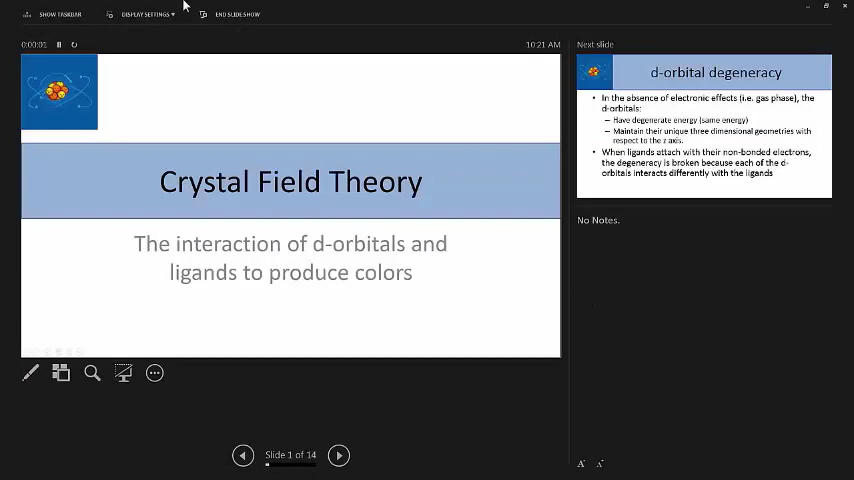 SHOW TASKBAR
DISPLAY SETTINGS ▾
END SLIDE SHOW
0:00:01
10:21 AM
Crystal Field Theory
The interaction of d-orbitals and
ligands to produce colors
Slide 1 of 14
Next slide
d-orbital degeneracy
• In the absence of electronic effects (i.e. gas phase), the
d-orbitals:
– Have degenerate energy (same energy)
– Maintain their unique three dimensional geometries with
respect to the z axis.
• When ligands attach with their non-bonded electrons,
the degeneracy is broken because each of the d-
orbitals interacts differently with the ligands
No Notes.
A A